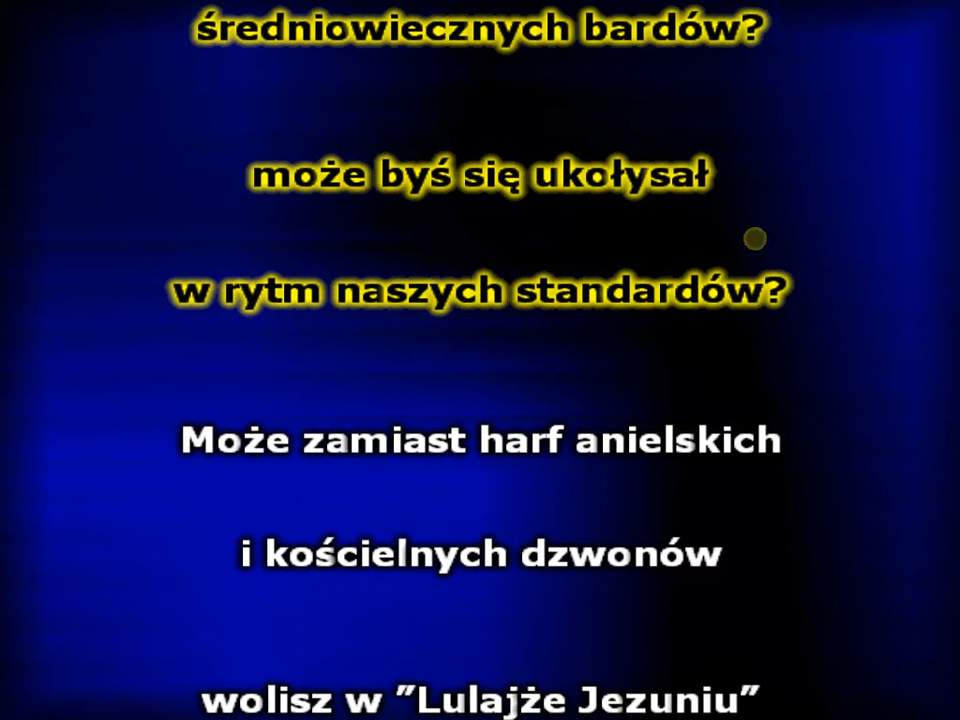 średniowiecznych bardów?
może byś się ukołysał
w rytm naszych standardów?
Może zamiast harf anielskich
i kościelnych dzwonów
wolisz w "Lulajże Jezuniu"